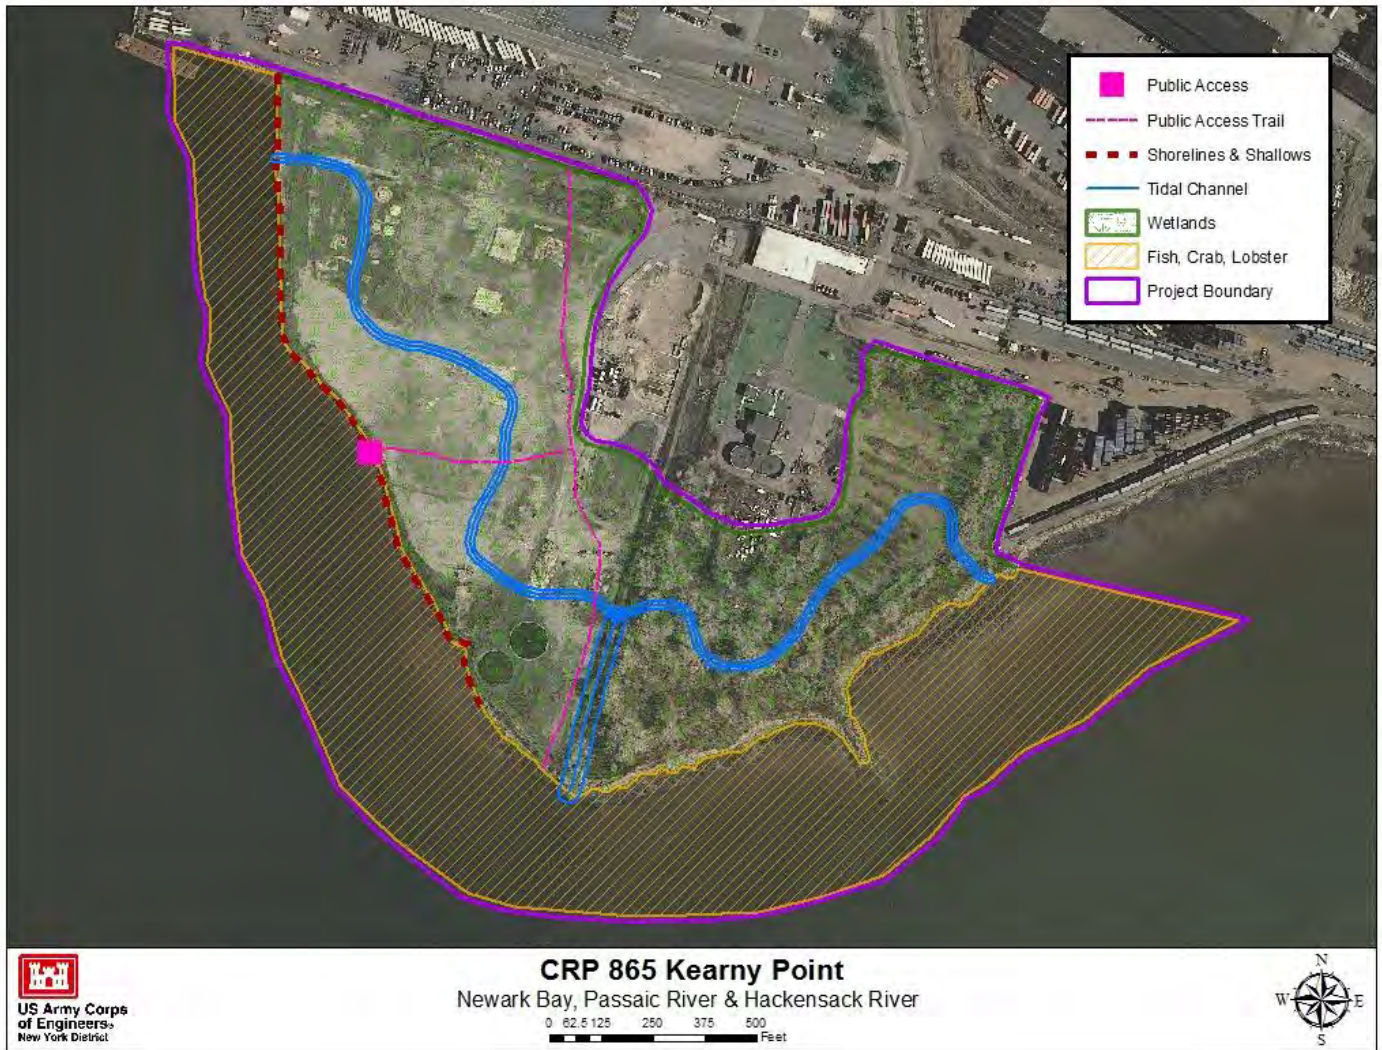 Public Access
Public Access Trail
Shorelines & Shallows
Tidal Channel
Wetlands
Fish, Crab, Lobster
Project Boundary
US Army Corps
of Engineers®
New York District
CRP 865 Kearny Point
Newark Bay, Passaic River & Hackensack River
0 62.5 125 250 375 500
Feet
N
W E
S